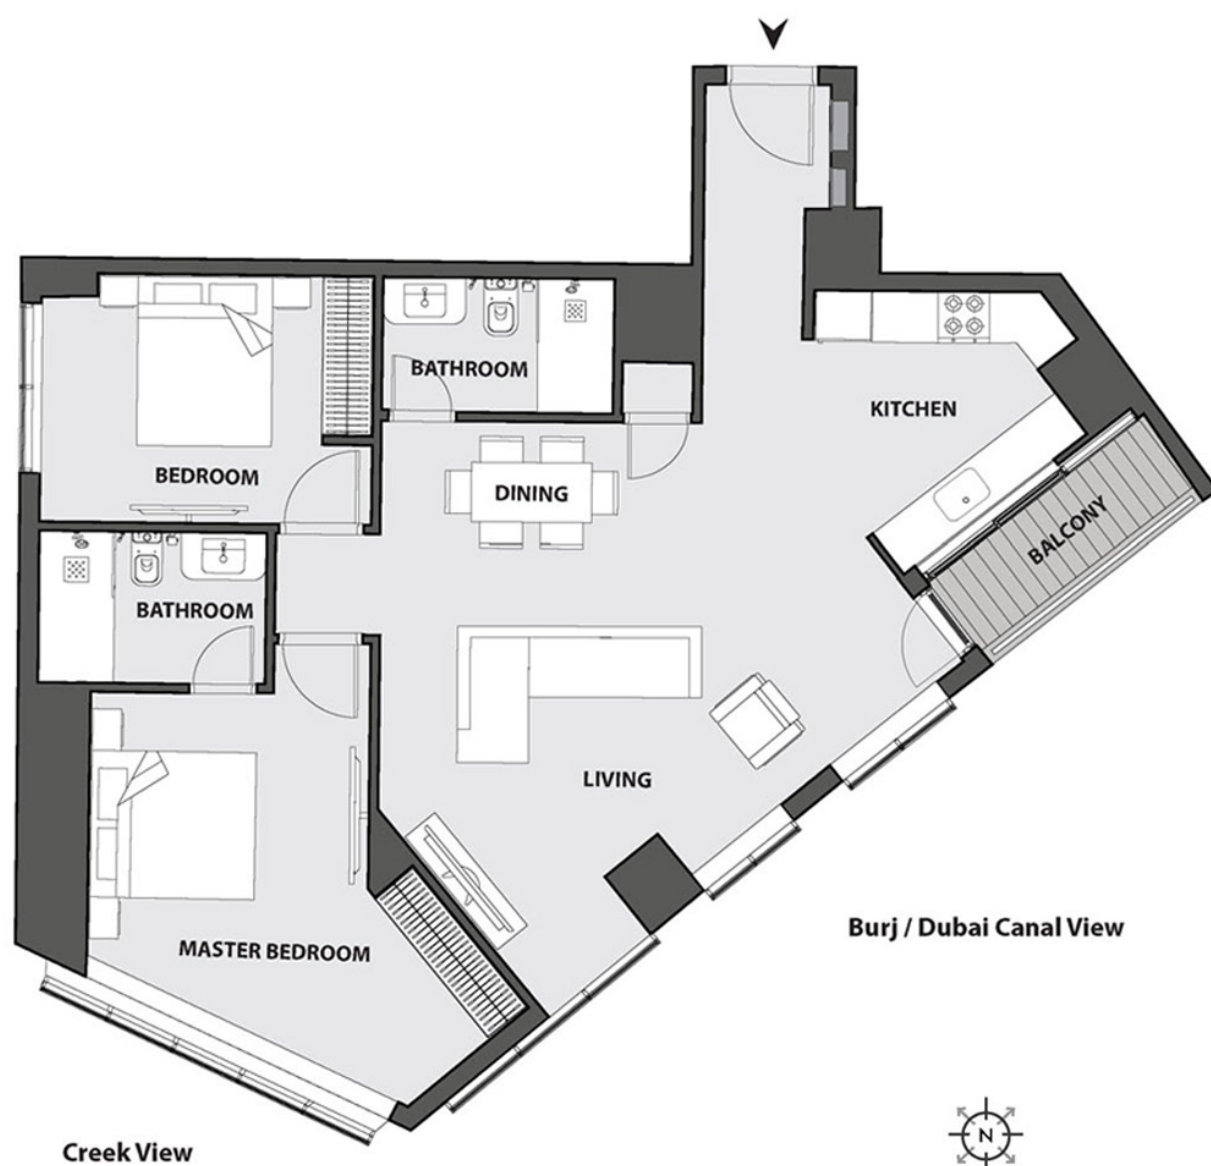 BATHROOM
KITCHEN
BEDROOM
DINING
BALCONY
BATHROOM
LIVING
MASTER BEDROOM
Burj / Dubai Canal View
N
Creek View